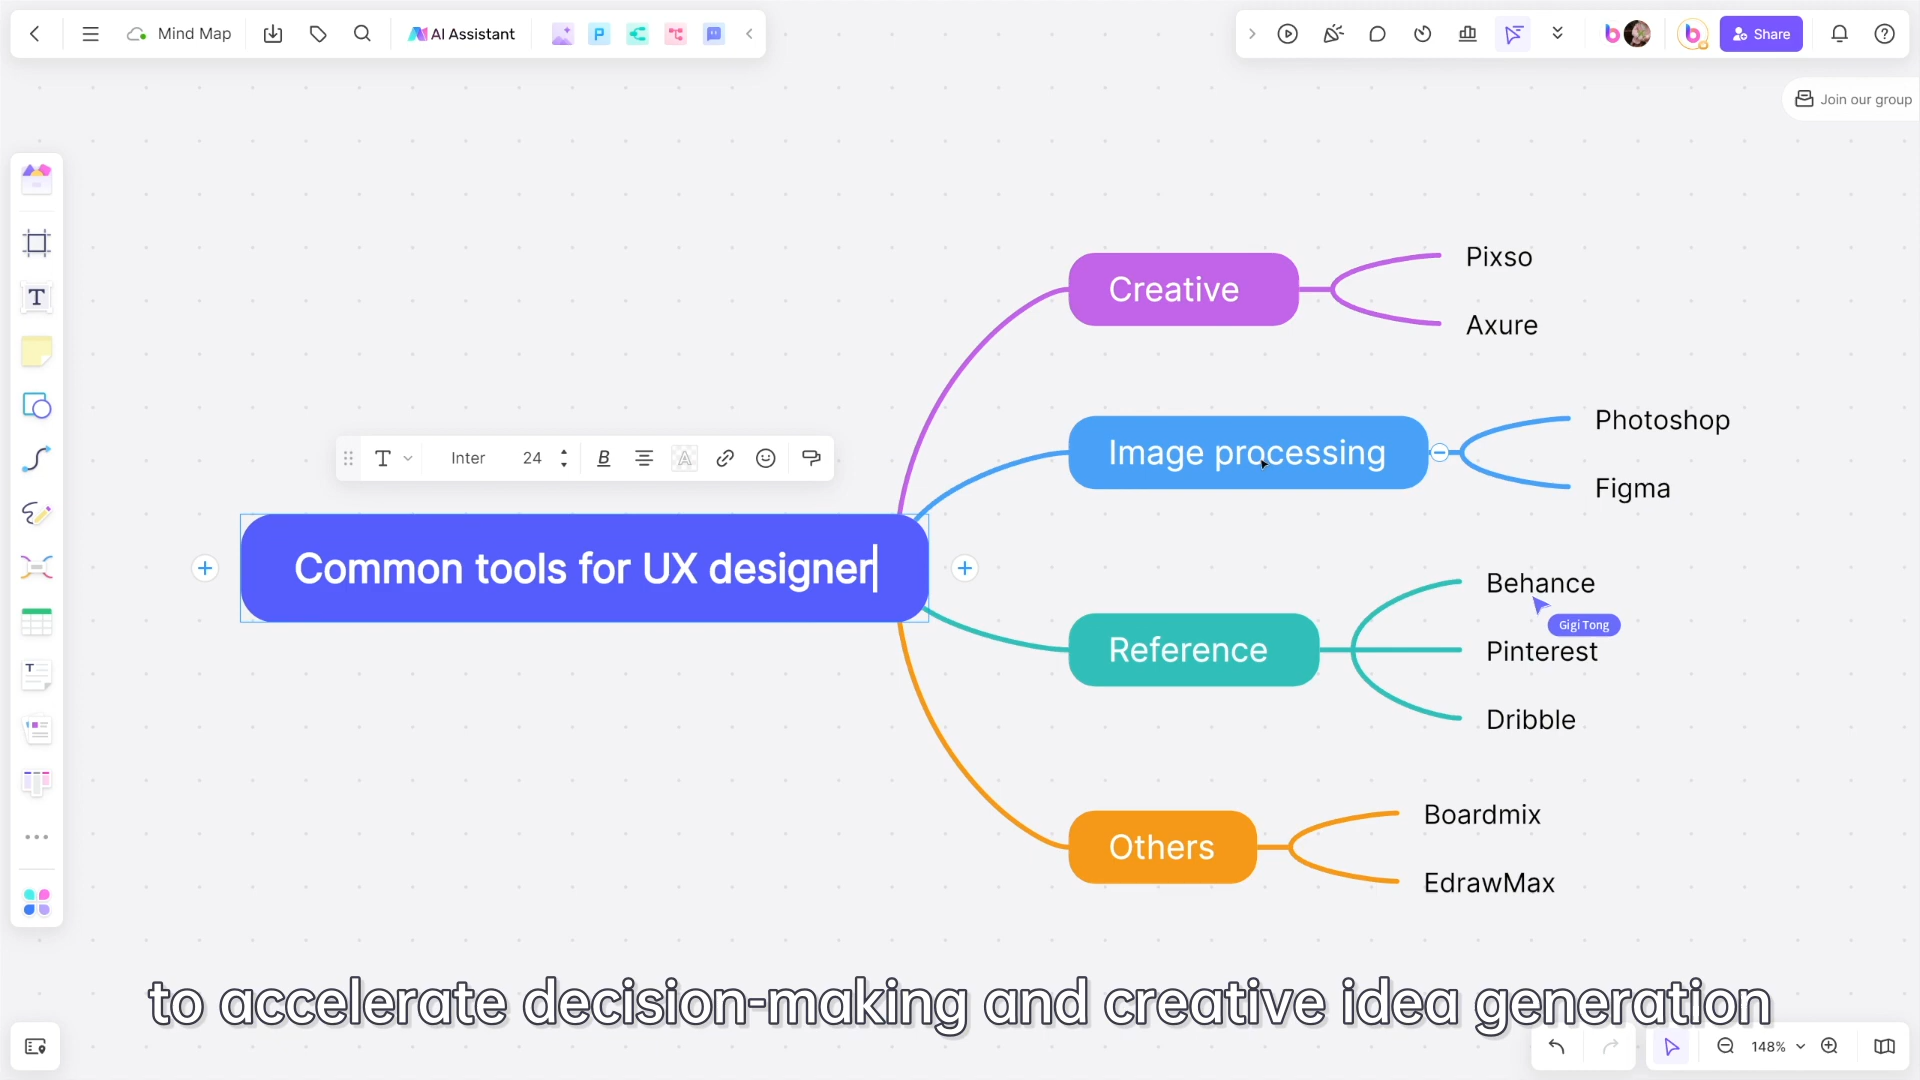 Mind Map
AI Assistant
P
Share
Join our group
T
Creative
Pixso
Axure
T Inter 24 B A
Image processing
Photoshop
Figma
Common tools for UX designer
Reference
Behance
Gigi Tong
Pinterest
Dribble
T
Others
Boardmix
EdrawMax
to accelerate decision-making and creative idea generation
148%